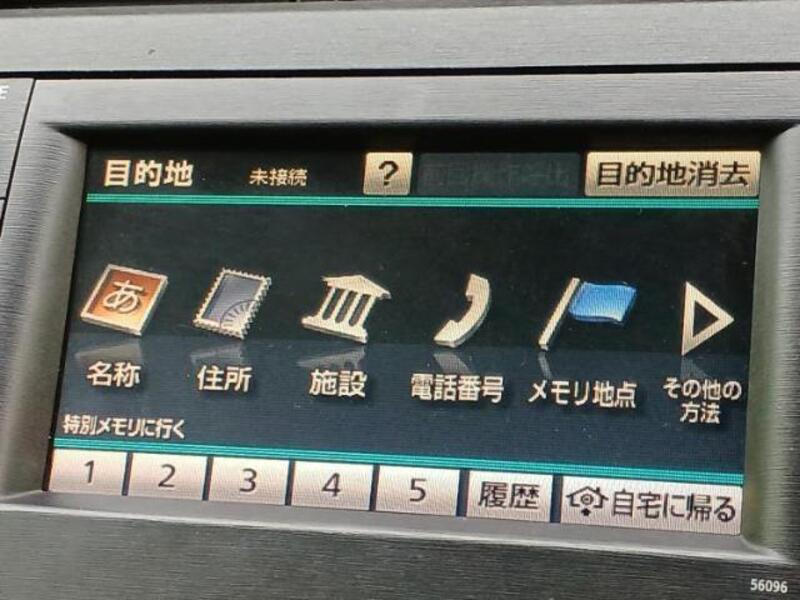 目的地 未接続 ? 目的地消去
あ
名称 住所 施設 電話番号 メモリ地点 その他の
方法
特別メモリに行く
1 2 3 4 5 履歴 自宅に帰る
56096